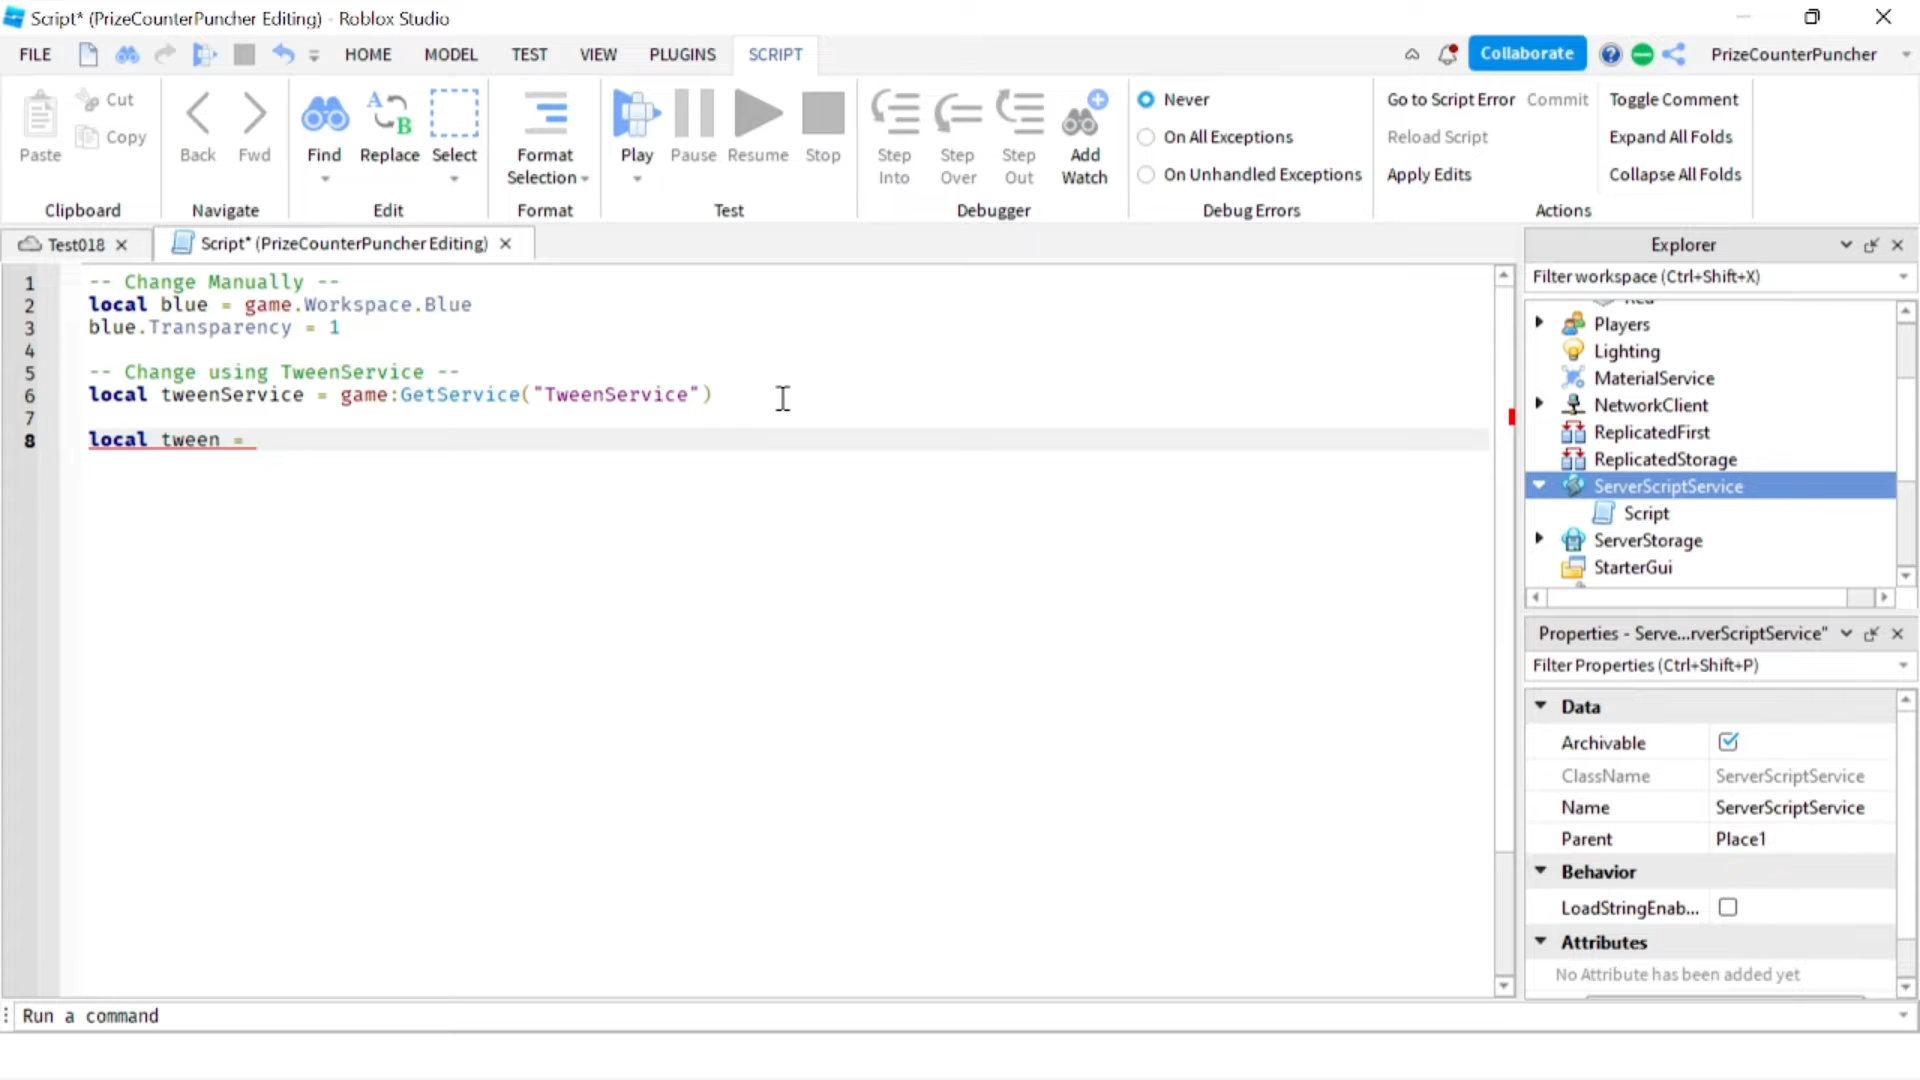 Script* (PrizeCounterPuncher Editing) - Roblox Studio
FILE
HOME
MODEL
TEST
VIEW
PLUGINS
SCRIPT
Collaborate
PrizeCounterPuncher
Paste
Cut
Copy
Clipboard
Back
Fwd
Navigate
Find
Replace
Select
Edit
Format
Selection
Format
Play
Pause
Resume
Stop
Test
Step
Into
Step
Over
Step
Out
Add
Watch
Debugger
Never
On All Exceptions
On Unhandled Exceptions
Debug Errors
Go to Script Error
Commit
Reload Script
Apply Edits
Toggle Comment
Expand All Folds
Collapse All Folds
Actions
Test018
Script* (PrizeCounterPuncher Editing)
1 -- Change Manually --
2 local blue = game.Workspace.Blue
3 blue.Transparency = 1
4
5 -- Change using TweenService --
6 local tweenService = game:GetService("TweenService")
7
8 local tween =
Run a command
Explorer
Filter workspace (Ctrl+Shift+X)
Players
Lighting
MaterialService
NetworkClient
ReplicatedFirst
ReplicatedStorage
ServerScriptService
Script
ServerStorage
StarterGui
Properties - Serve...rverScriptService"
Filter Properties (Ctrl+Shift+P)
Data
Archivable
ClassName ServerScriptService
Name ServerScriptService
Parent Place1
Behavior
LoadStringEnab...
Attributes
No Attribute has been added yet